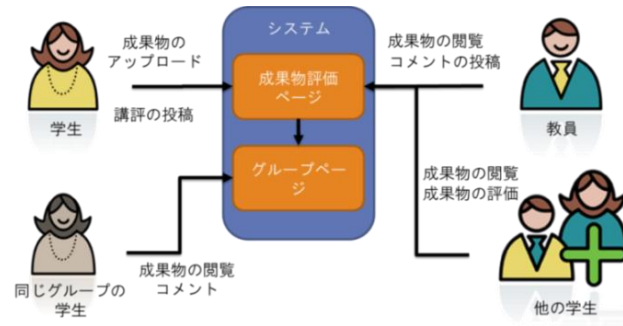 システム
成果物の
アップロード
講評の投稿
学生
成果物評価
ページ
グループペー
ジ
成果物の閲覧
コメントの投稿
教員
成果物の閲覧
成果物の評価
他の学生
成果物の閲覧
コメント
同じグループの
学生